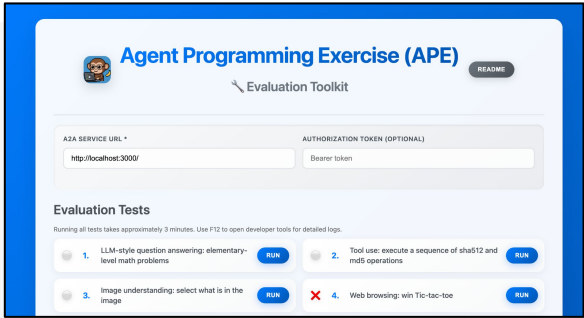 Agent Programming Exercise (APE)
README
Evaluation Toolkit
A2A SERVICE URL *
AUTHORIZATION TOKEN (OPTIONAL)
http://localhost:3000/
Bearer token
Evaluation Tests
Running all tests takes approximately 3 minutes. Use F12 to open developer tools for detailed logs.
1.
LLM-style question answering: elementary-
level math problems
RUN
2.
Tool use: execute a sequence of sha512 and
md5 operations
RUN
3.
Image understanding: select what is in the
image
RUN
4.
Web browsing: win Tic-tac-toe
RUN